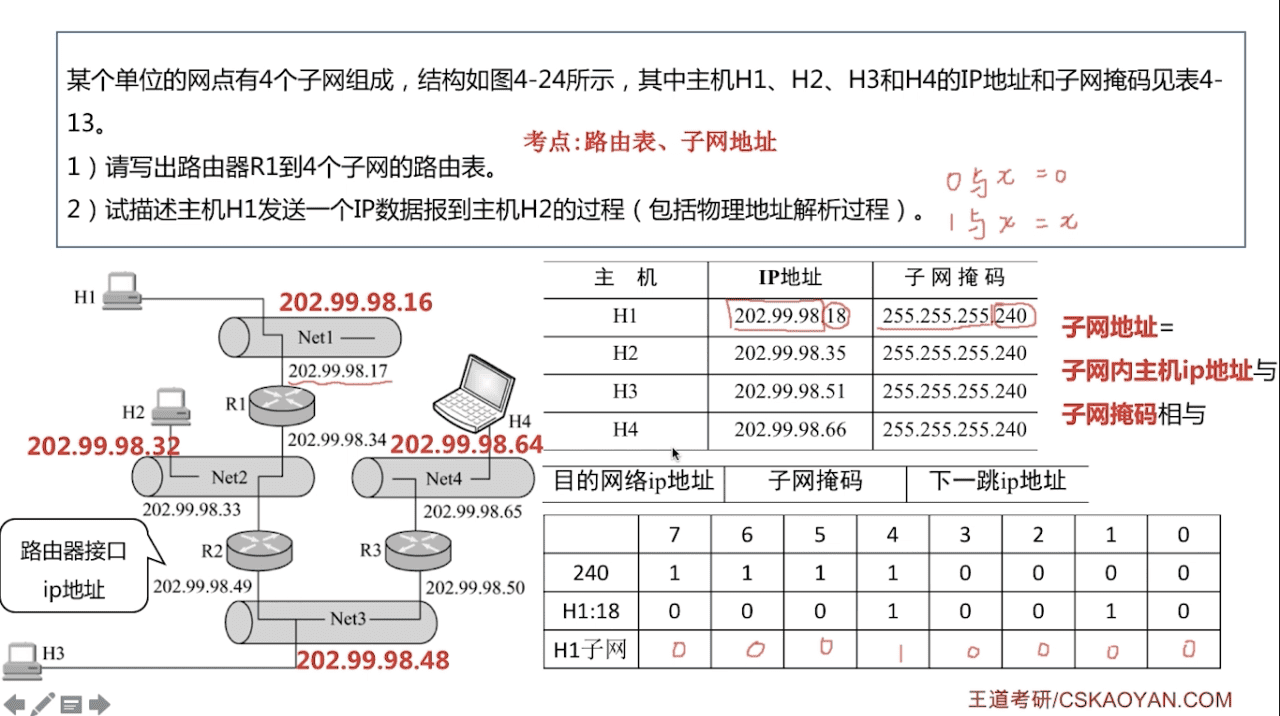 某个单位的网点有4个子网组成，结构如图4-24所示，其中主机H1、H2、H3和H4的IP地址和子网掩码见表4-
13。
考点:路由表、子网地址
1）请写出路由器R1到4个子网的路由表。
0与x =0
2）试描述主机H1发送一个IP数据报到主机H2的过程（包括物理地址解析过程）。
1与x = x
H1
202.99.98.16
Net1
202.99.98.17
H2
R1
H4
202.99.98.34
202.99.98.64
202.99.98.32
Net2
Net4
202.99.98.33
202.99.98.65
路由器接口
ip地址
R2
R3
202.99.98.49
202.99.98.50
Net3
H3
202.99.98.48
主 机 IP地址 子 网 掩 码
H1 202.99.98.18 255.255.255.240
H2 202.99.98.35 255.255.255.240
H3 202.99.98.51 255.255.255.240
H4 202.99.98.66 255.255.255.240
子网地址=
子网内主机ip地址与
子网掩码相与
目的网络ip地址 子网掩码 下一跳ip地址
7 6 5 4 3 2 1 0
240 1 1 1 1 0 0 0 0
H1:18 0 0 0 1 0 0 1 0
H1子网 0 0 0 1 0 0 0 0
王道考研/CSKAOYAN.COM